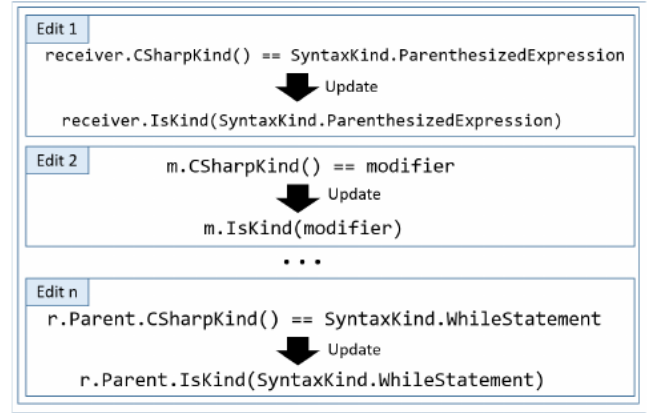 Edit 1
receiver.CSharpKind() == SyntaxKind.ParenthesizedExpression
Update
receiver.IsKind(SyntaxKind.ParenthesizedExpression)
Edit 2
m.CSharpKind() == modifier
Update
m.IsKind(modifier)
...
Edit n
r.Parent.CSharpKind() == SyntaxKind.WhileStatement
Update
r.Parent.IsKind(SyntaxKind.WhileStatement)